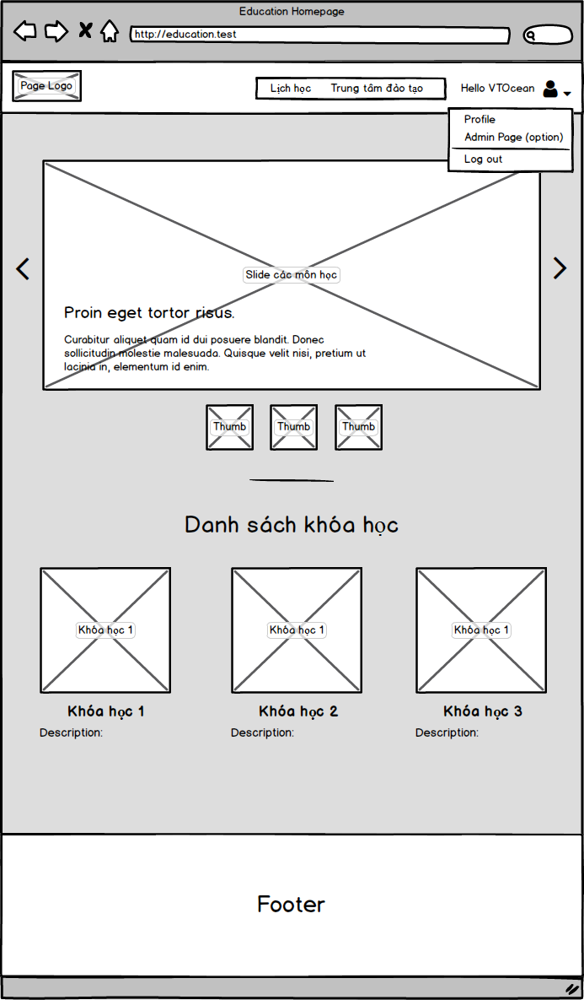 Education Homepage
http://education.test
Page Logo
Lịch học
Trung tâm đào tạo
Hello VTOcean
Profile
Admin Page (option)
Log out
Slide các môn học
Proin eget tortor risus.
Curabitur aliquet quam id dui posuere blandit. Donec
sollicitudin molestie malesuada. Quisque velit nisi, pretium ut
lacinia in, elementum id enim.
Thumb
Thumb
Thumb
Danh sách khóa học
Khóa học 1
Khóa học 1
Khóa học 1
Khóa học 1
Khóa học 2
Khóa học 3
Description:
Description:
Description:
Footer